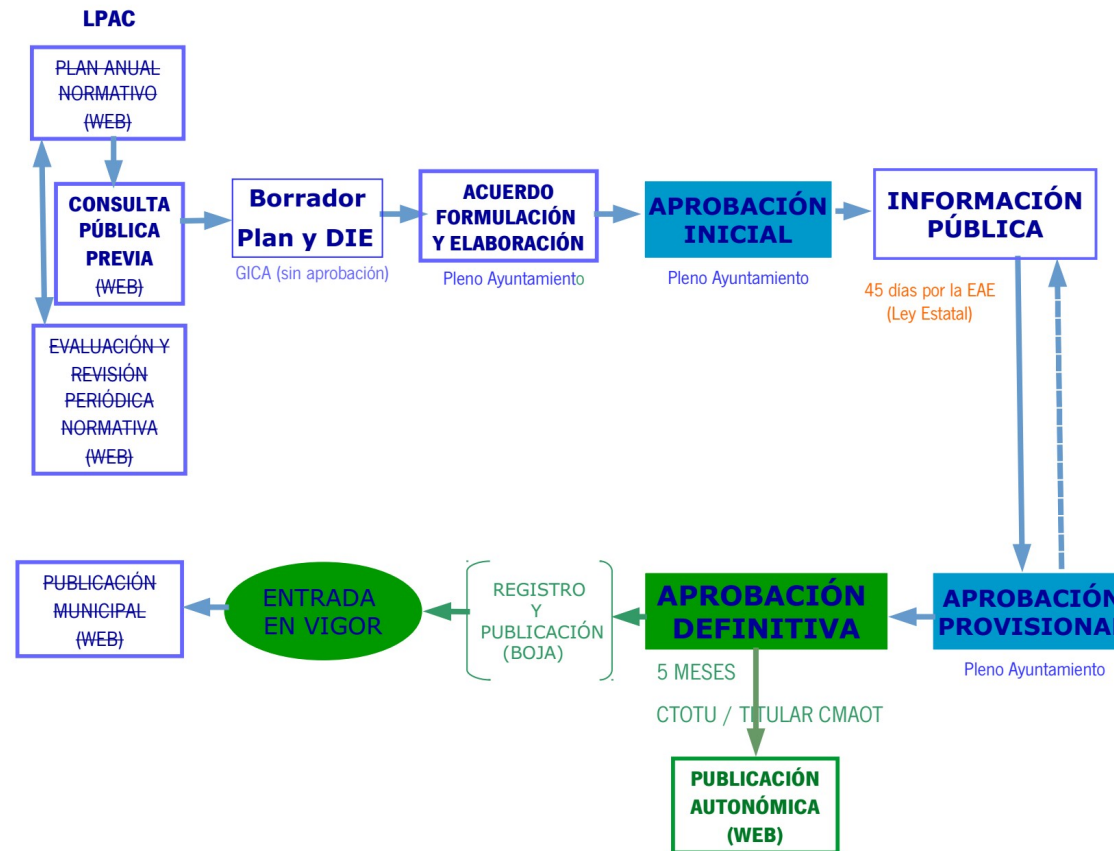 LPAC
PLAN ANUAL
NORMATIVO
(WEB)
CONSULTA
PÚBLICA
PREVIA
(WEB)
EVALUACIÓN Y
REVISIÓN
PERIÓDICA
NORMATIVA
(WEB)
Borrador
Plan y DIE
GICA (sin aprobación)
ACUERDO
FORMULACIÓN
Y ELABORACIÓN
Pleno Ayuntamiento
APROBACIÓN
INICIAL
Pleno Ayuntamiento
INFORMACIÓN
PÚBLICA
45 días por la EAE
(Ley Estatal)
APROBACIÓN
PROVISIONAL
Pleno Ayuntamiento
APROBACIÓN
DEFINITIVA
5 MESES
CTOTU / TITULAR CMAOT
PUBLICACIÓN
AUTONÓMICA
(WEB)
REGISTRO
Y
PUBLICACIÓN
(BOJA)
ENTRADA
EN VIGOR
PUBLICACIÓN
MUNICIPAL
(WEB)